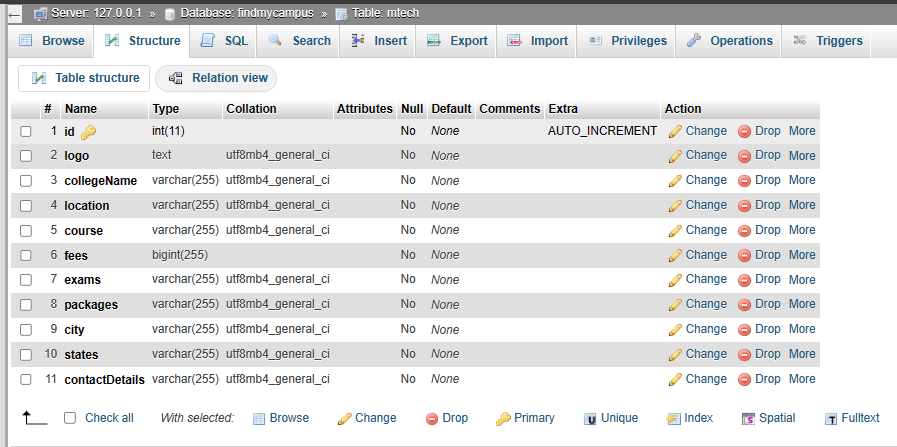 ← Server: 127.0.0.1 » Database: findmycampus » Table: mtech
Browse Structure SQL Search Insert Export Import Privileges Operations Triggers
Table structure Relation view
# Name Type Collation Attributes Null Default Comments Extra Action
1 id int(11) No None AUTO_INCREMENT Change Drop More
2 logo text utf8mb4_general_ci No None Change Drop More
3 collegeName varchar(255) utf8mb4_general_ci No None Change Drop More
4 location varchar(255) utf8mb4_general_ci No None Change Drop More
5 course varchar(255) utf8mb4_general_ci No None Change Drop More
6 fees bigint(255) No None Change Drop More
7 exams varchar(255) utf8mb4_general_ci No None Change Drop More
8 packages varchar(255) utf8mb4_general_ci No None Change Drop More
9 city varchar(255) utf8mb4_general_ci No None Change Drop More
10 states varchar(255) utf8mb4_general_ci No None Change Drop More
11 contactDetails varchar(255) utf8mb4_general_ci No None Change Drop More
Check all With selected: Browse Change Drop Primary Unique Index Spatial Fulltext